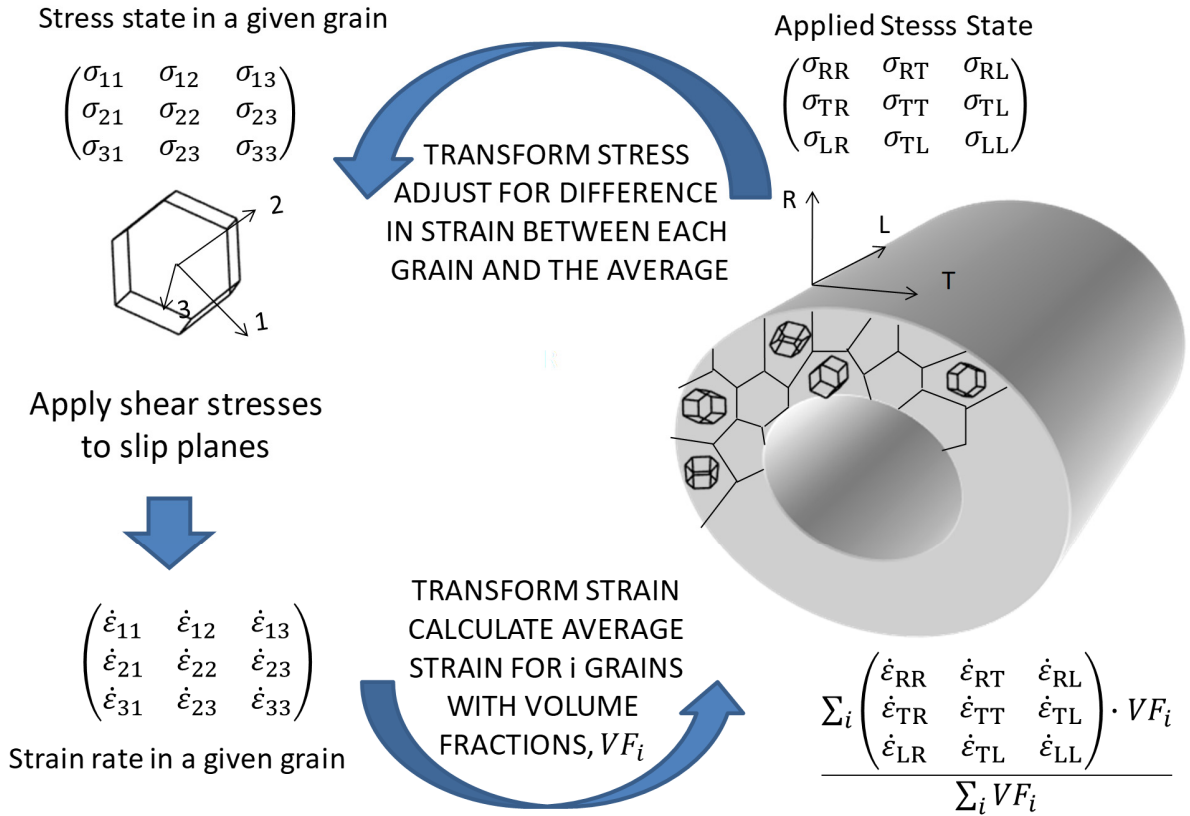 Stress state in a given grain
σ11 σ12 σ13
σ21 σ22 σ23
σ31 σ23 σ33
2
3
1
Apply shear stresses
to slip planes
ε̇11 ε̇12 ε̇13
ε̇21 ε̇22 ε̇23
ε̇31 ε̇23 ε̇33
Strain rate in a given grain
TRANSFORM STRESS
ADJUST FOR DIFFERENCE
IN STRAIN BETWEEN EACH
GRAIN AND THE AVERAGE
Applied Stesss State
σRR σRT σRL
σTR σTT σTL
σLR σTL σLL
R
L
T
TRANSFORM STRAIN
CALCULATE AVERAGE
STRAIN FOR i GRAINS
WITH VOLUME
FRACTIONS, VFi
ε̇RR ε̇RT ε̇RL
∑i ε̇TR ε̇TT ε̇TL · VFi
ε̇LR ε̇TL ε̇LL
∑i VFi